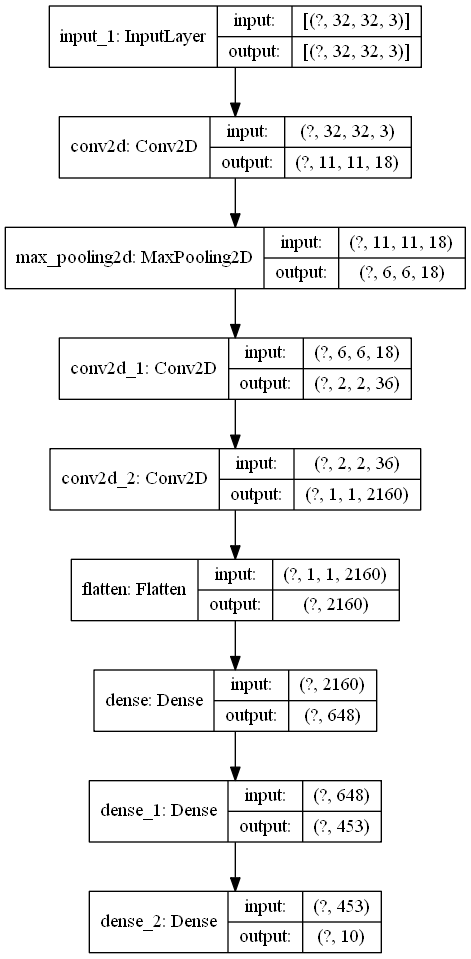 input_1: InputLayer
input: [(?, 32, 32, 3)]
output: [(?, 32, 32, 3)]
conv2d: Conv2D
input: (?, 32, 32, 3)
output: (?, 11, 11, 18)
max_pooling2d: MaxPooling2D
input: (?, 11, 11, 18)
output: (?, 6, 6, 18)
conv2d_1: Conv2D
input: (?, 6, 6, 18)
output: (?, 2, 2, 36)
conv2d_2: Conv2D
input: (?, 2, 2, 36)
output: (?, 1, 1, 2160)
flatten: Flatten
input: (?, 1, 1, 2160)
output: (?, 2160)
dense: Dense
input: (?, 2160)
output: (?, 648)
dense_1: Dense
input: (?, 648)
output: (?, 453)
dense_2: Dense
input: (?, 453)
output: (?, 10)